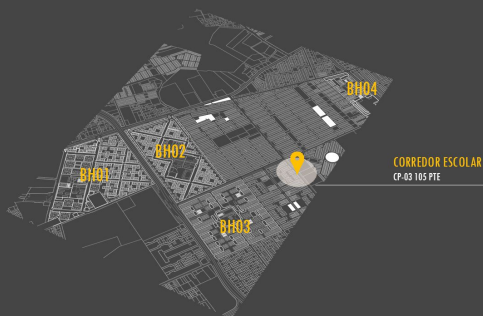 BH04
BH02
CORREDOR ESCOLAR
BH01
CP-03 105 PTE
BH03